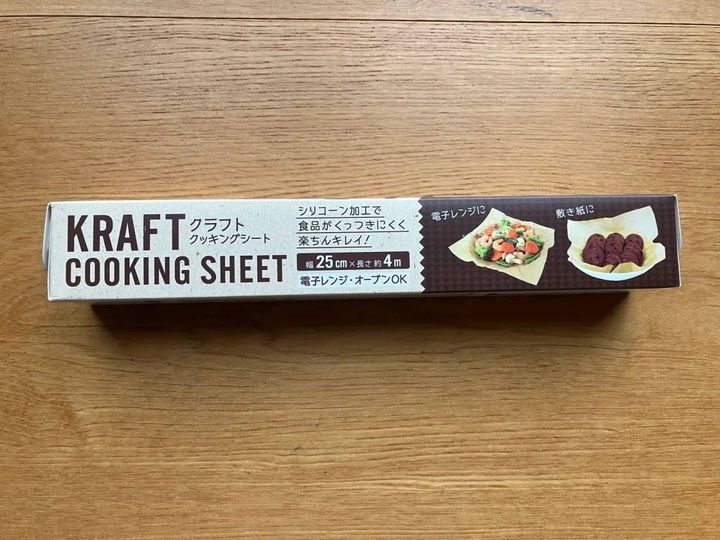 KRAFT
クラフト
クッキングシート
COOKING SHEET
シリコーン加工で
食品がくっつきにくく
楽ちんキレイ!
幅25cm×長さ約4m
電子レンジ・オーブンOK
電子レンジに
敷き紙に